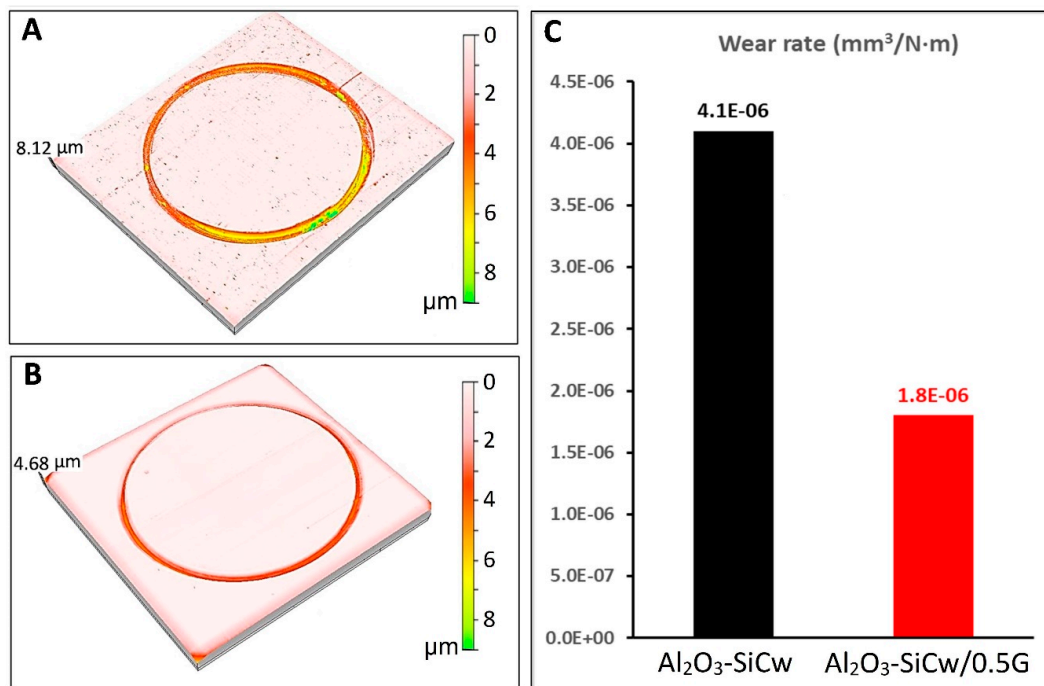 A
8.12 µm
0
2
4
6
8
µm
B
4.68 µm
0
2
4
6
8
µm
C
Wear rate (mm³/N·m)
4.5E-06
4.0E-06
3.5E-06
3.0E-06
2.5E-06
2.0E-06
1.5E-06
1.0E-06
5.0E-07
0.0E+00
4.1E-06
1.8E-06
Al₂O₃-SiCw
Al₂O₃-SiCw/0.5G